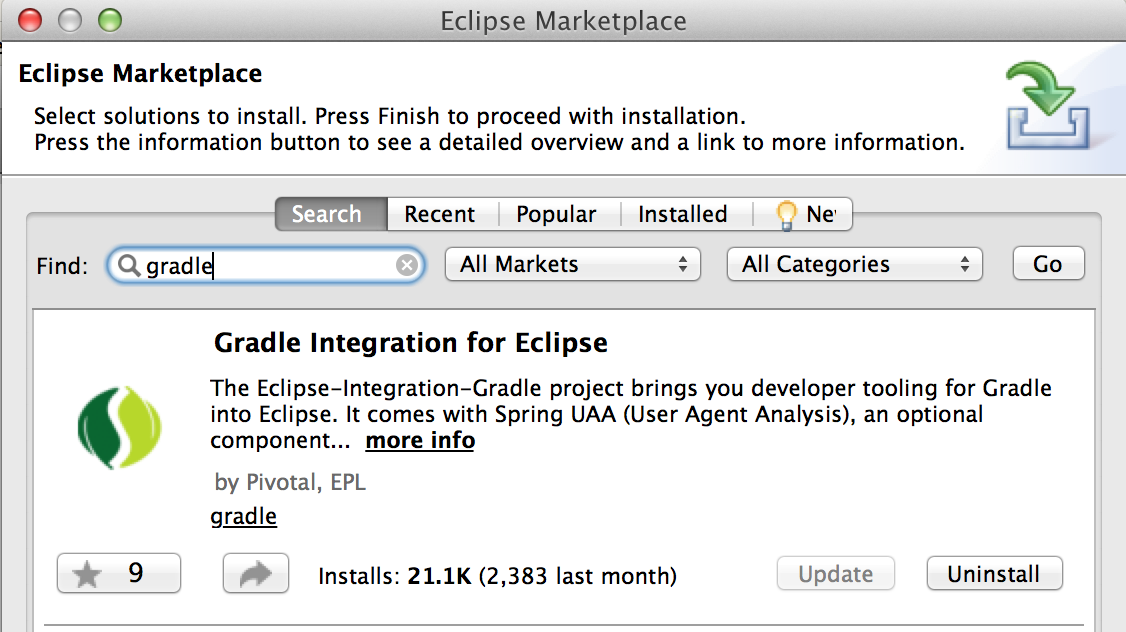 Eclipse Marketplace
Eclipse Marketplace
Select solutions to install. Press Finish to proceed with installation.
Press the information button to see a detailed overview and a link to more information.
Search Recent Popular Installed Ne
Find: gradle All Markets All Categories Go
Gradle Integration for Eclipse
The Eclipse-Integration-Gradle project brings you developer tooling for Gradle
into Eclipse. It comes with Spring UAA (User Agent Analysis), an optional
component... more info
by Pivotal, EPL
gradle
9 Installs: 21.1K (2,383 last month) Update Uninstall